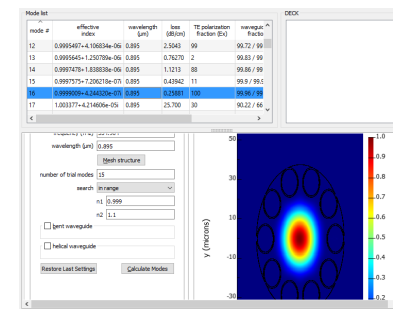 Mode list
DECK
mode # effective index wavelength (µm) loss (dB/cm) TE polarization fraction (Ex) waveguic fractio
12 0.9995497+4.106834e-06i 0.895 2.5043 99 99.72 / 99
13 0.9995645+1.250789e-06i 0.895 0.76270 2 99.83 / 99
14 0.9997478+1.838838e-06i 0.895 1.1213 88 99.86 / 99
15 0.9997575+7.206218e-07i 0.895 0.43942 11 99.9 / 99.9
16 0.9999009+4.244320e-07i 0.895 0.25881 100 99.96 / 99
17 1.003377+4.214606e-05i 0.895 25.700 30 90.22 / 66
wavelength (µm) 0.895
Mesh structure
number of trial modes 15
search in range
n1 0.999
n2 1.1
bent waveguide
helical waveguide
Restore Last Settings Calculate Modes
y (microns)
50
30
10
-10
-30
1.0
0.9
0.8
0.7
0.6
0.5
0.4
0.3
0.2